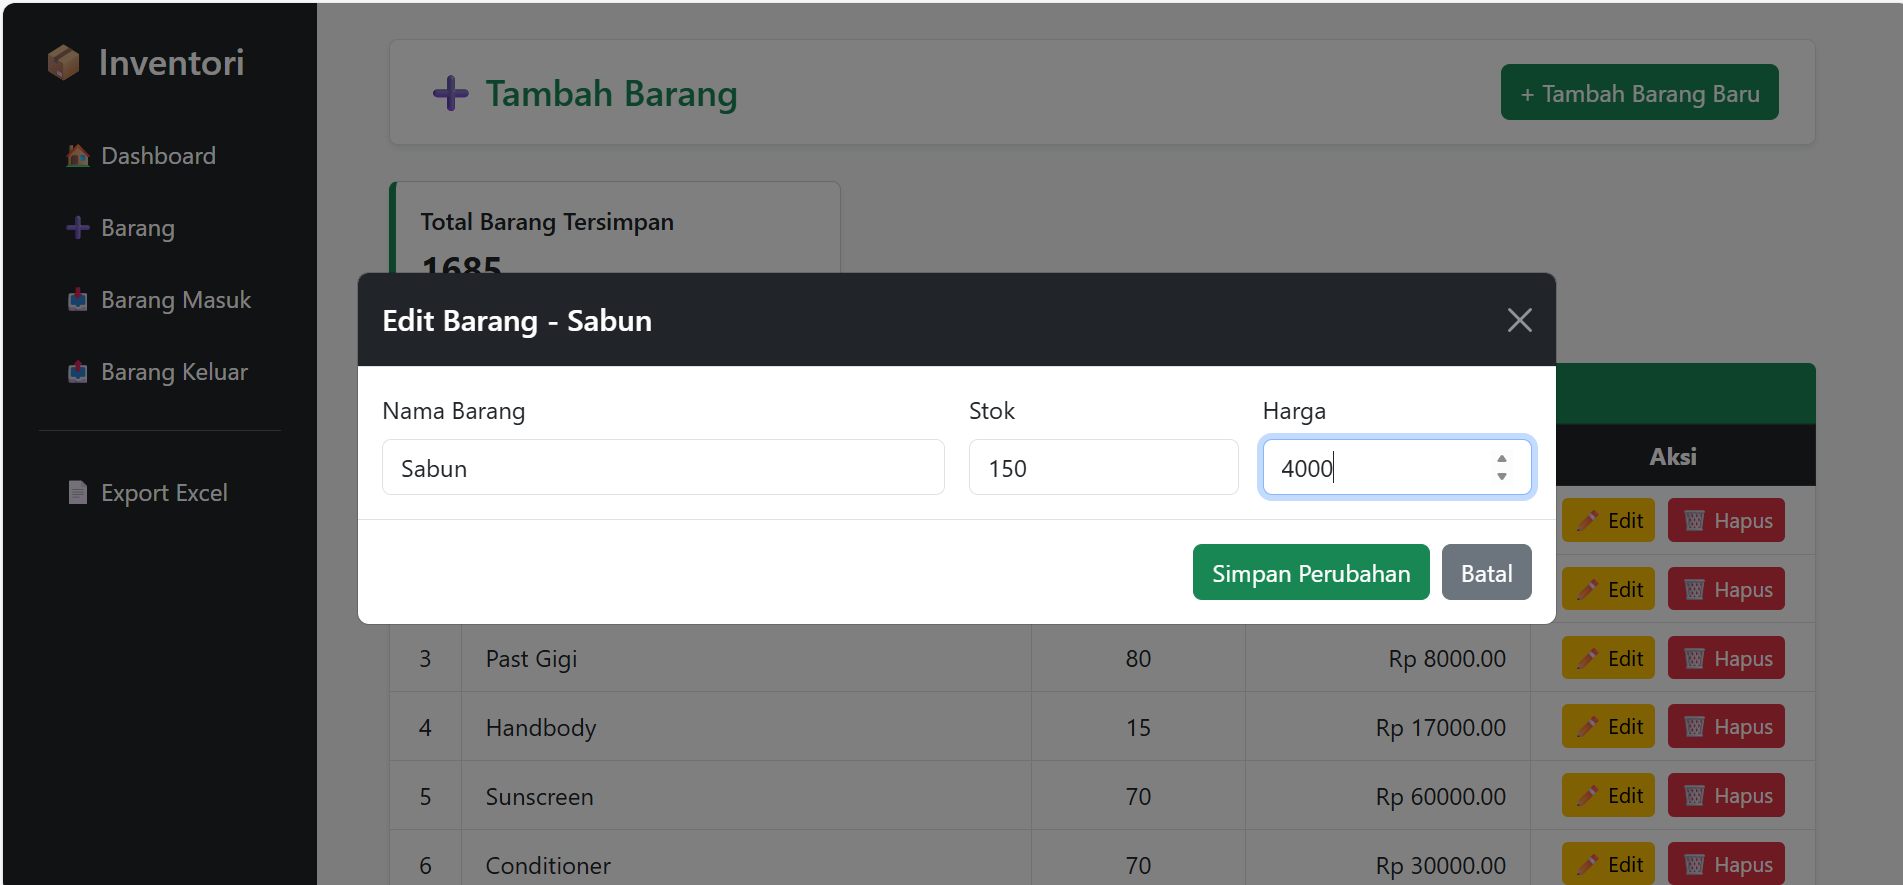 Inventori
Dashboard
Barang
Barang Masuk
Barang Keluar
Export Excel
Tambah Barang
+ Tambah Barang Baru
Total Barang Tersimpan
1685
Edit Barang - Sabun
Nama Barang Stok Harga
Sabun 150 4000
Simpan Perubahan Batal
Aksi
Edit Hapus
Edit Hapus
3 Past Gigi 80 Rp 8000.00 Edit Hapus
4 Handbody 15 Rp 17000.00 Edit Hapus
5 Sunscreen 70 Rp 60000.00 Edit Hapus
6 Conditioner 70 Rp 30000.00 Edit Hapus